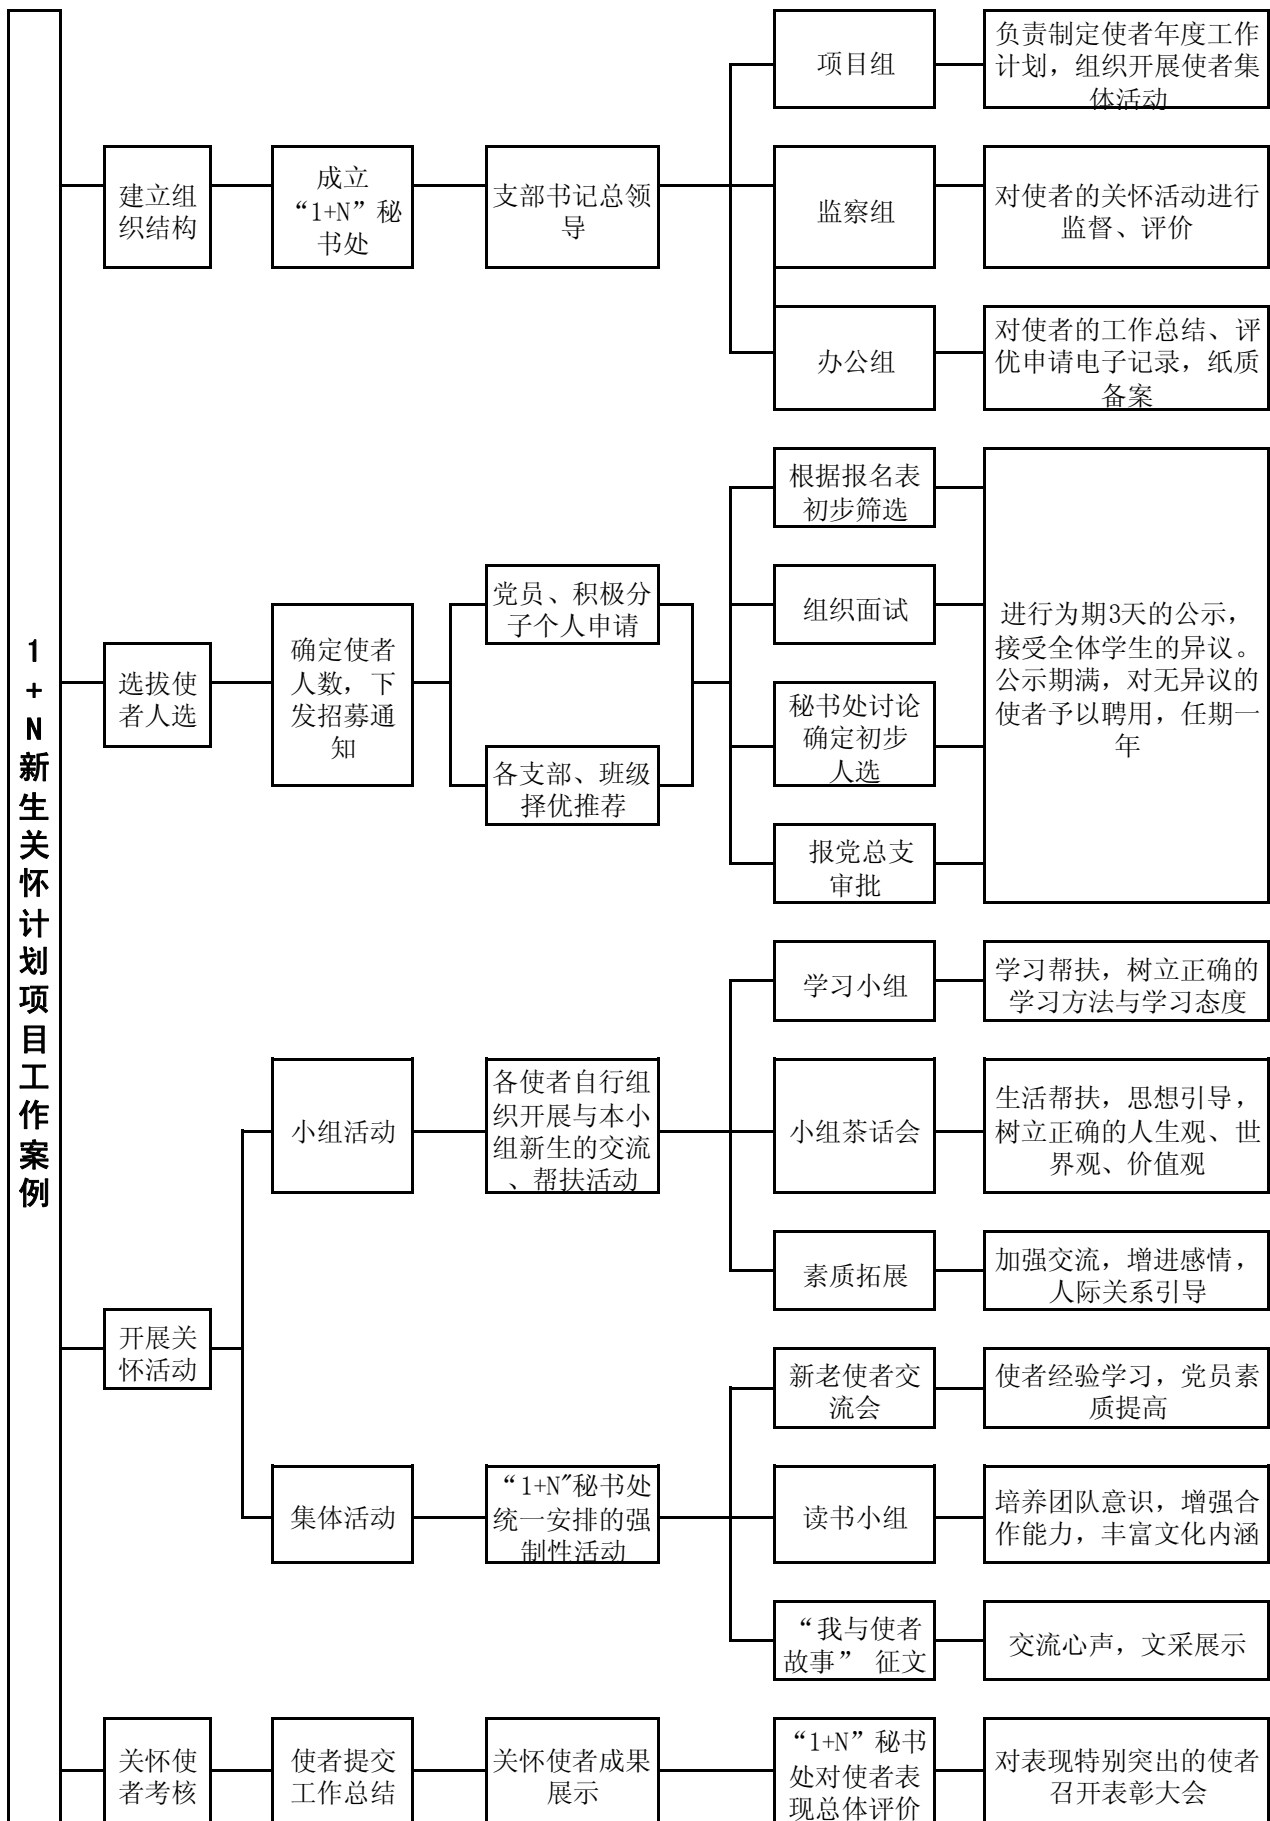 1
+
N
新
生
关
怀
计
划
项
目
工
作
案
例
建立组
织结构
成立
“1+N”秘
书处
支部书记总领
导
项目组
负责制定使者年度工作
计划，组织开展使者集
体活动
监察组
对使者的关怀活动进行
监督、评价
办公组
对使者的工作总结、评
优申请电子记录，纸质
备案
选拔使
者人选
确定使者
人数，下
发招募通
知
党员、积极分
子个人申请
各支部、班级
择优推荐
根据报名表
初步筛选
组织面试
秘书处讨论
确定初步
人选
报党总支
审批
进行为期3天的公示，
接受全体学生的异议。
公示期满，对无异议的
使者予以聘用，任期一
年
开展关
怀活动
小组活动
各使者自行组
织开展与本小
组新生的交流
、帮扶活动
学习小组
学习帮扶，树立正确的
学习方法与学习态度
小组茶话会
生活帮扶，思想引导，
树立正确的人生观、世
界观、价值观
素质拓展
加强交流，增进感情，
人际关系引导
集体活动
“1+N"秘书处
统一安排的强
制性活动
新老使者交
流会
使者经验学习，党员素
质提高
读书小组
培养团队意识，增强合
作能力，丰富文化内涵
“我与使者
故事” 征文
交流心声，文采展示
关怀使
者考核
使者提交
工作总结
关怀使者成果
展示
“1+N”秘书
处对使者表
现总体评价
对表现特别突出的使者
召开表彰大会